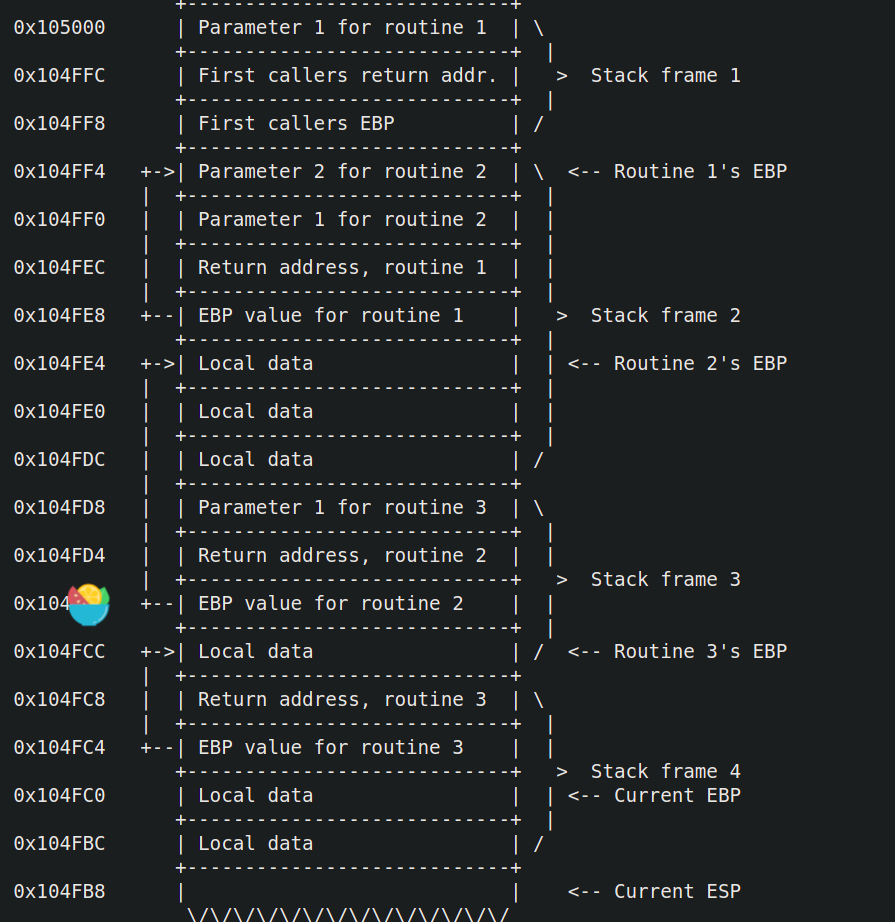 +----------------------------+
0x105000      | Parameter 1 for routine 1  | \
              +----------------------------+  |
0x104FFC      | First callers return addr. |   >  Stack frame 1
              +----------------------------+  |
0x104FF8      | First callers EBP          | /
              +----------------------------+
0x104FF4   +->| Parameter 2 for routine 2  | \  <-- Routine 1's EBP
           |  +----------------------------+  |
0x104FF0   |  | Parameter 1 for routine 2  |  |
           |  +----------------------------+  |
0x104FEC   |  | Return address, routine 1  |  |
           |  +----------------------------+  |
0x104FE8   +--| EBP value for routine 1    |   >  Stack frame 2
              +----------------------------+  |
0x104FE4   +->| Local data                 |  | <-- Routine 2's EBP
           |  +----------------------------+  |
0x104FE0   |  | Local data                 |  |
           |  +----------------------------+  |
0x104FDC   |  | Local data                 | /
           |  +----------------------------+
0x104FD8   |  | Parameter 1 for routine 3  | \
           |  +----------------------------+  |
0x104FD4   |  | Return address, routine 2  |  |
           |  +----------------------------+   >  Stack frame 3
0x104      +--| EBP value for routine 2    |  |
              +----------------------------+  |
0x104FCC   +->| Local data                 | /  <-- Routine 3's EBP
           |  +----------------------------+
0x104FC8   |  | Return address, routine 3  | \
           |  +----------------------------+  |
0x104FC4   +--| EBP value for routine 3    |  |
              +----------------------------+   >  Stack frame 4
0x104FC0      | Local data                 |  | <-- Current EBP
              +----------------------------+  |
0x104FBC      | Local data                 | /
              +----------------------------+
0x104FB8      |                            |    <-- Current ESP
               \/\/\/\/\/\/\/\/\/\/\/\/\/\/